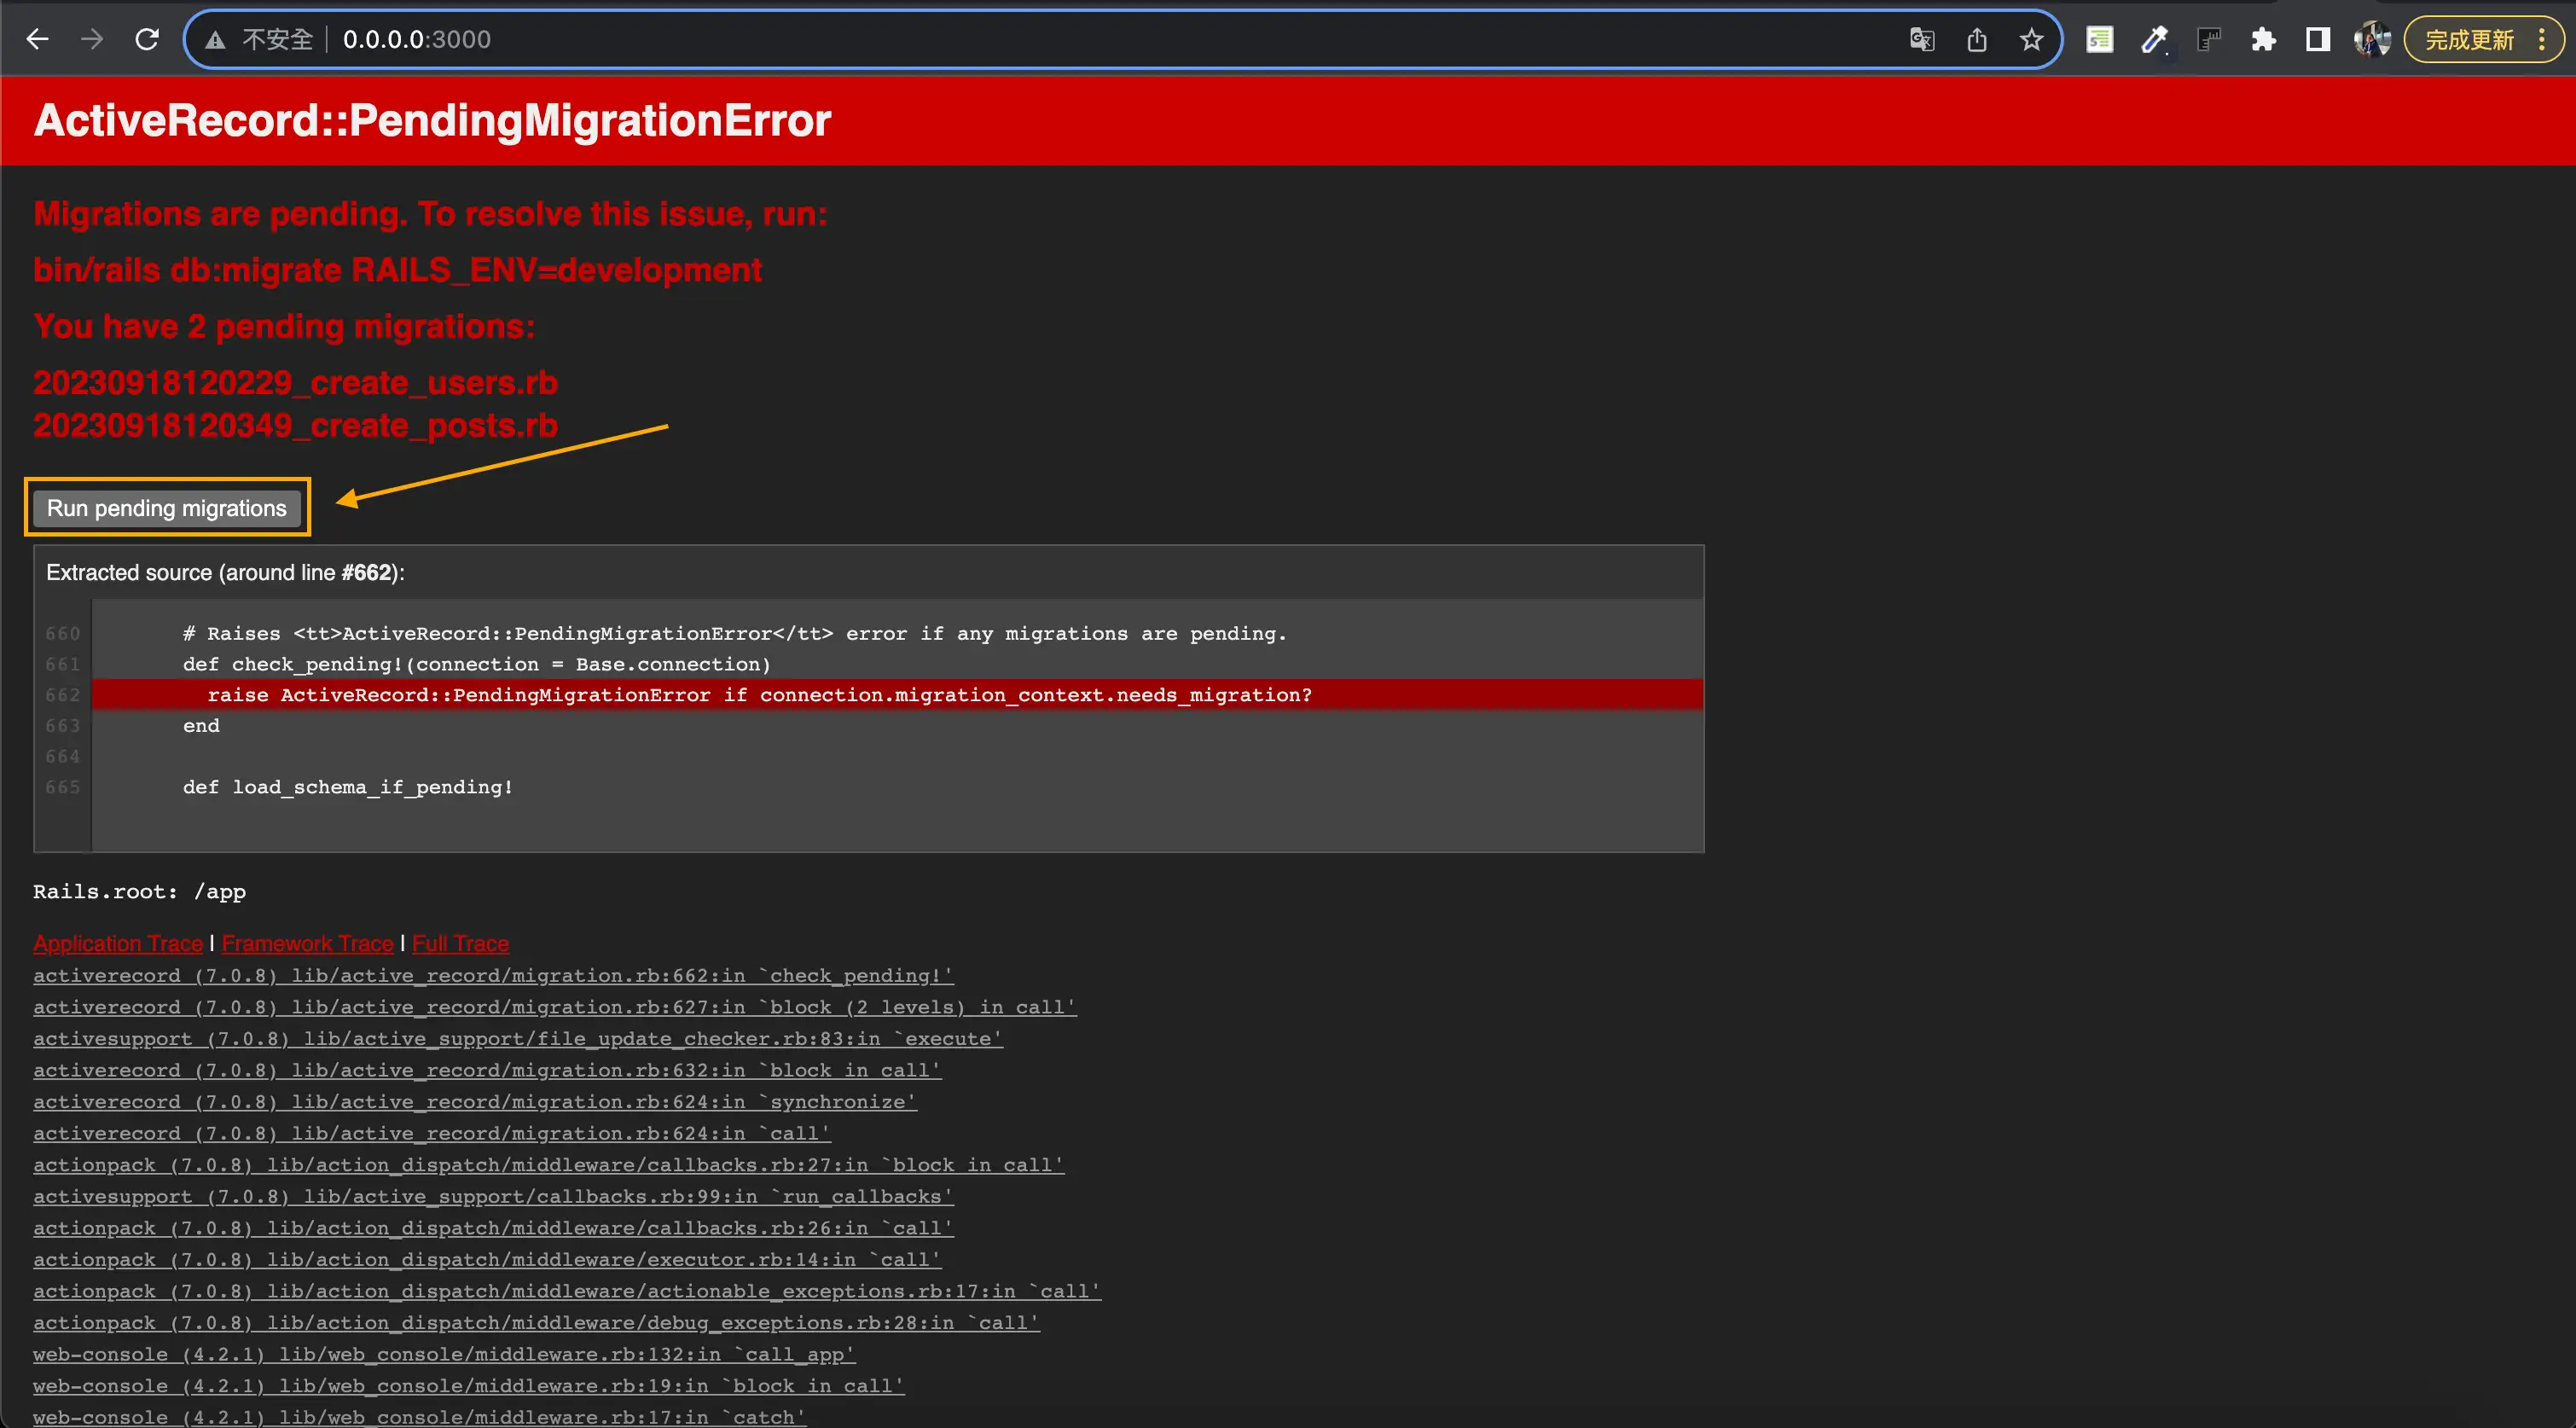 不安全 0.0.0.0:3000 完成更新
ActiveRecord::PendingMigrationError
Migrations are pending. To resolve this issue, run:
bin/rails db:migrate RAILS_ENV=development
You have 2 pending migrations:
20230918120229_create_users.rb
20230918120349_create_posts.rb
Run pending migrations
Extracted source (around line #662):
660 # Raises <tt>ActiveRecord::PendingMigrationError</tt> error if any migrations are pending.
661 def check_pending!(connection = Base.connection)
662 raise ActiveRecord::PendingMigrationError if connection.migration_context.needs_migration?
663 end
664
665 def load_schema_if_pending!
Rails.root: /app
Application Trace | Framework Trace | Full Trace
activerecord (7.0.8) lib/active_record/migration.rb:662:in `check_pending!'
activerecord (7.0.8) lib/active_record/migration.rb:627:in `block (2 levels) in call'
activesupport (7.0.8) lib/active_support/file_update_checker.rb:83:in `execute'
activerecord (7.0.8) lib/active_record/migration.rb:632:in `block in call'
activerecord (7.0.8) lib/active_record/migration.rb:624:in `synchronize'
activerecord (7.0.8) lib/active_record/migration.rb:624:in `call'
actionpack (7.0.8) lib/action_dispatch/middleware/callbacks.rb:27:in `block in call'
activesupport (7.0.8) lib/active_support/callbacks.rb:99:in `run_callbacks'
actionpack (7.0.8) lib/action_dispatch/middleware/callbacks.rb:26:in `call'
actionpack (7.0.8) lib/action_dispatch/middleware/executor.rb:14:in `call'
actionpack (7.0.8) lib/action_dispatch/middleware/actionable_exceptions.rb:17:in `call'
actionpack (7.0.8) lib/action_dispatch/middleware/debug_exceptions.rb:28:in `call'
web-console (4.2.1) lib/web_console/middleware.rb:132:in `call_app'
web-console (4.2.1) lib/web_console/middleware.rb:19:in `block in call'
web-console (4.2.1) lib/web_console/middleware.rb:17:in `catch'